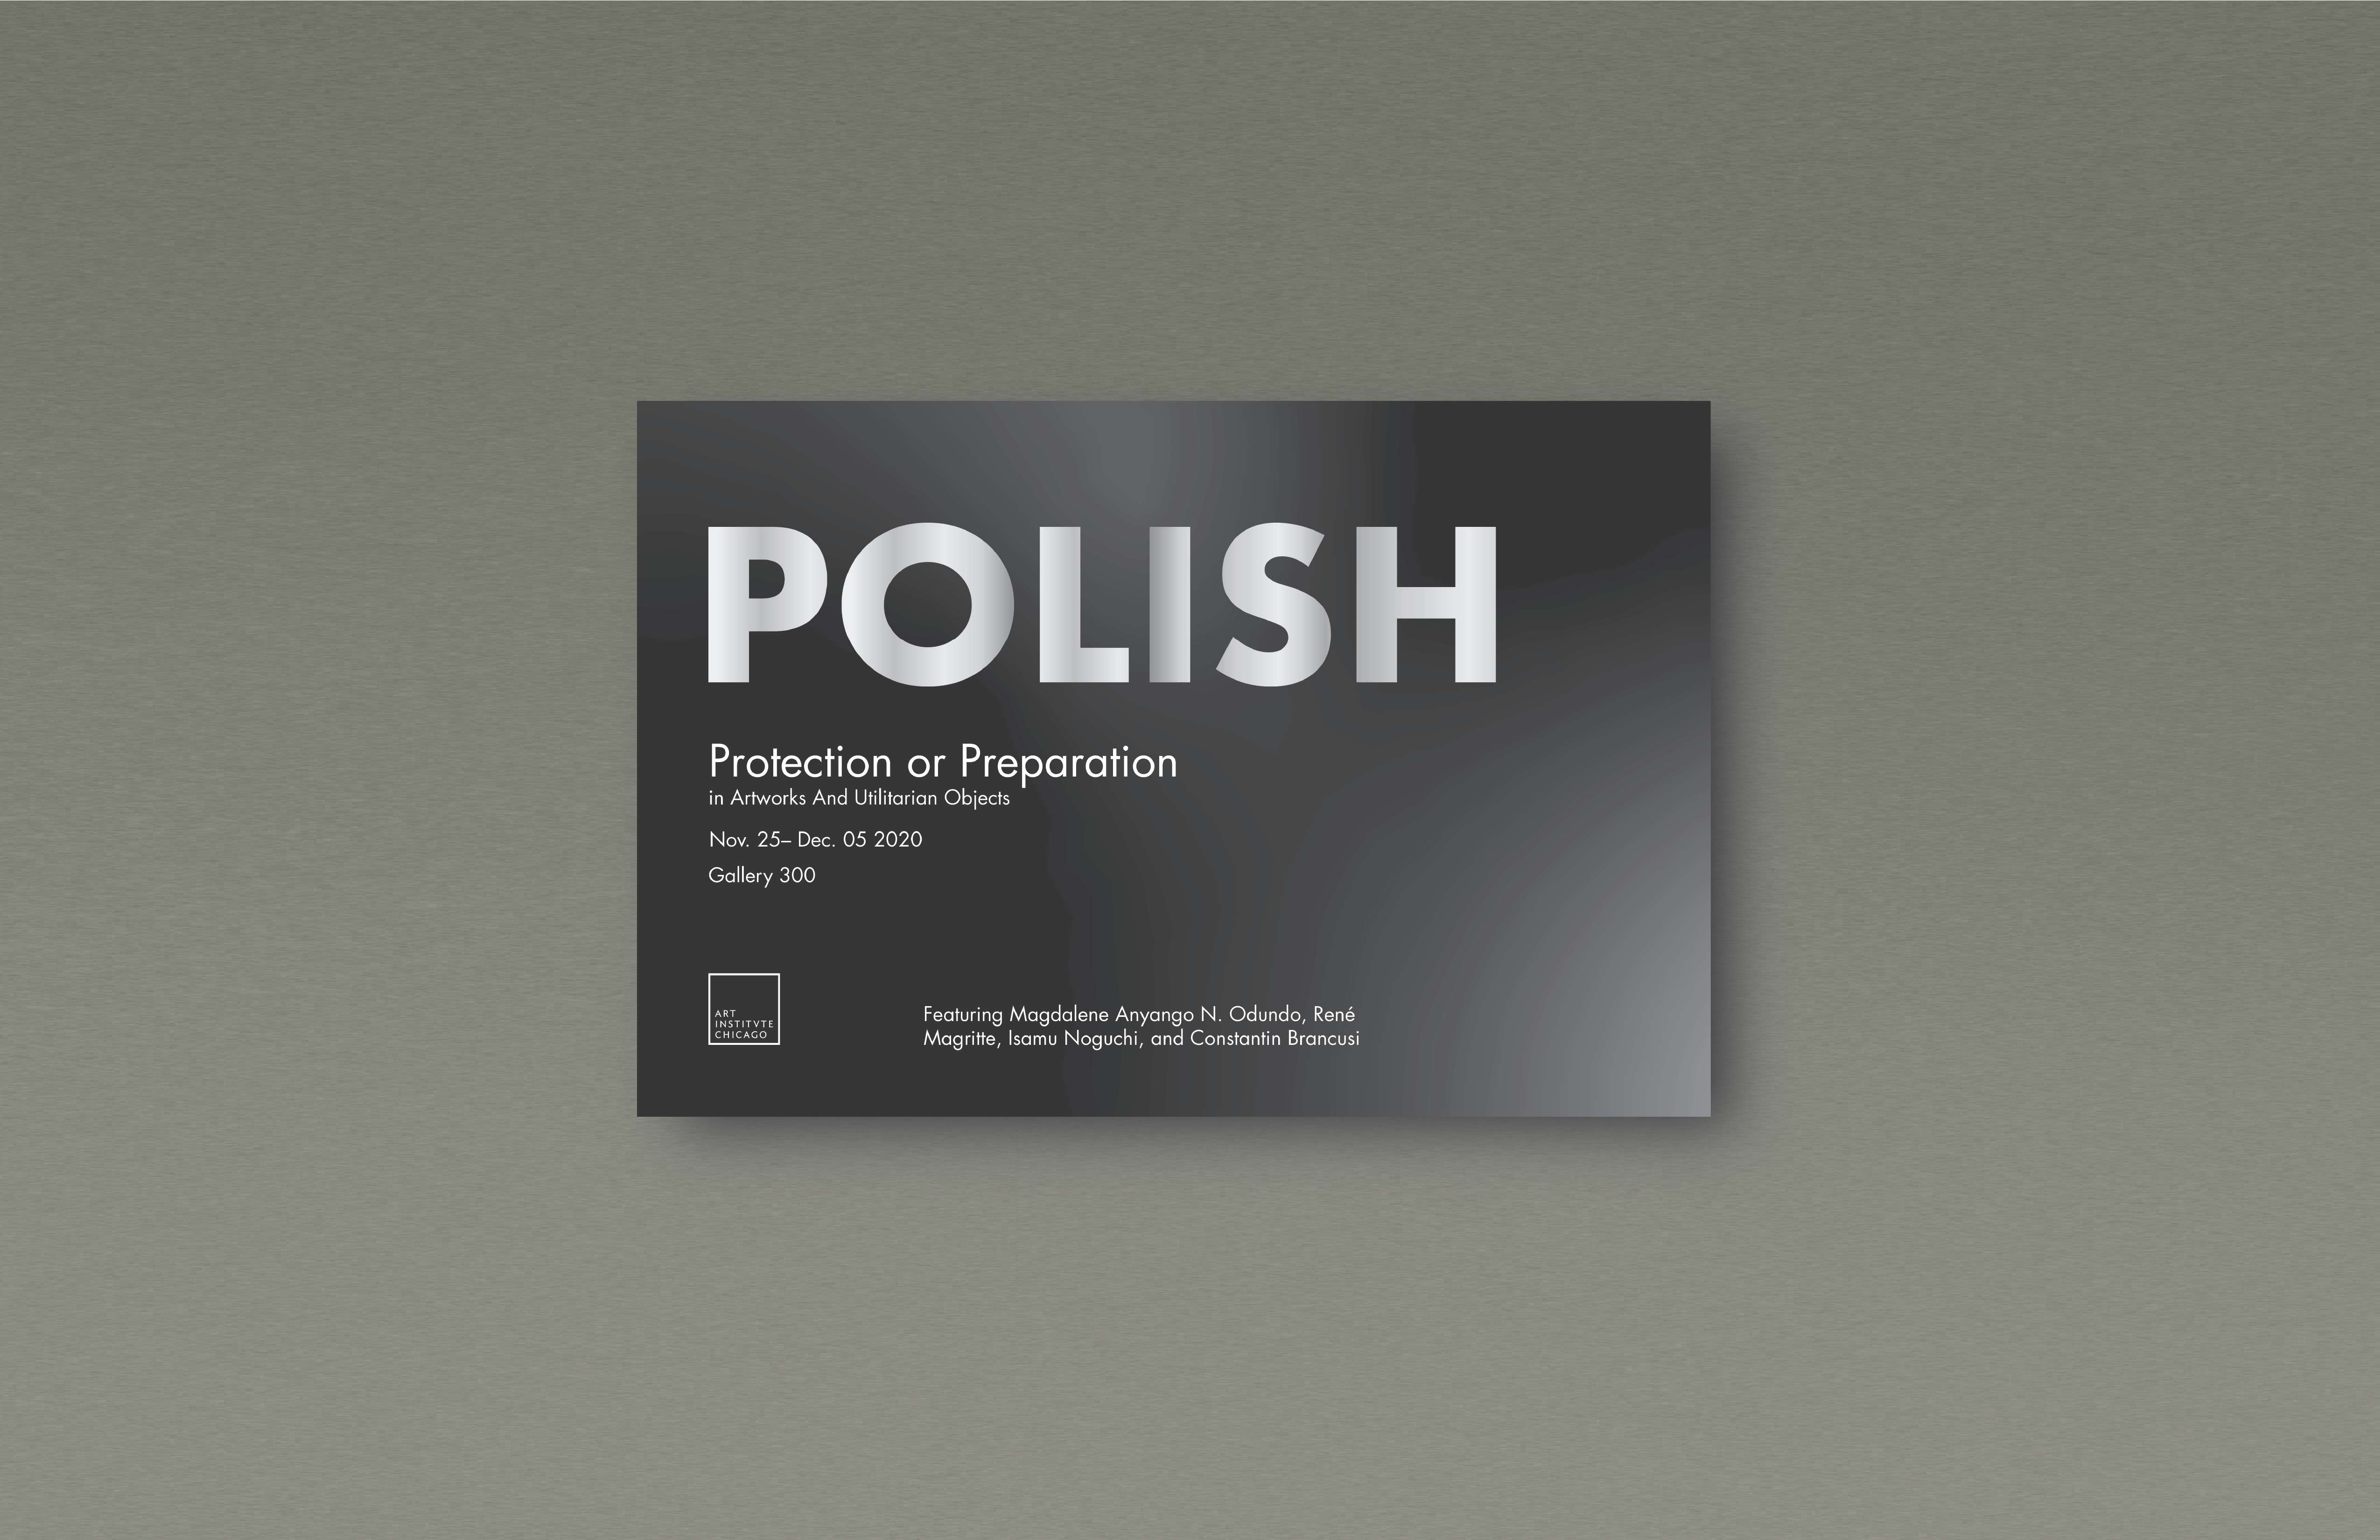 POLISH
Protection or Preparation
in Artworks And Utilitarian Objects
Nov. 25– Dec. 05 2020
Gallery 300
ART
INSTITVTE
CHICAGO
Featuring Magdalene Anyango N. Odundo, René
Magritte, Isamu Noguchi, and Constantin Brancusi